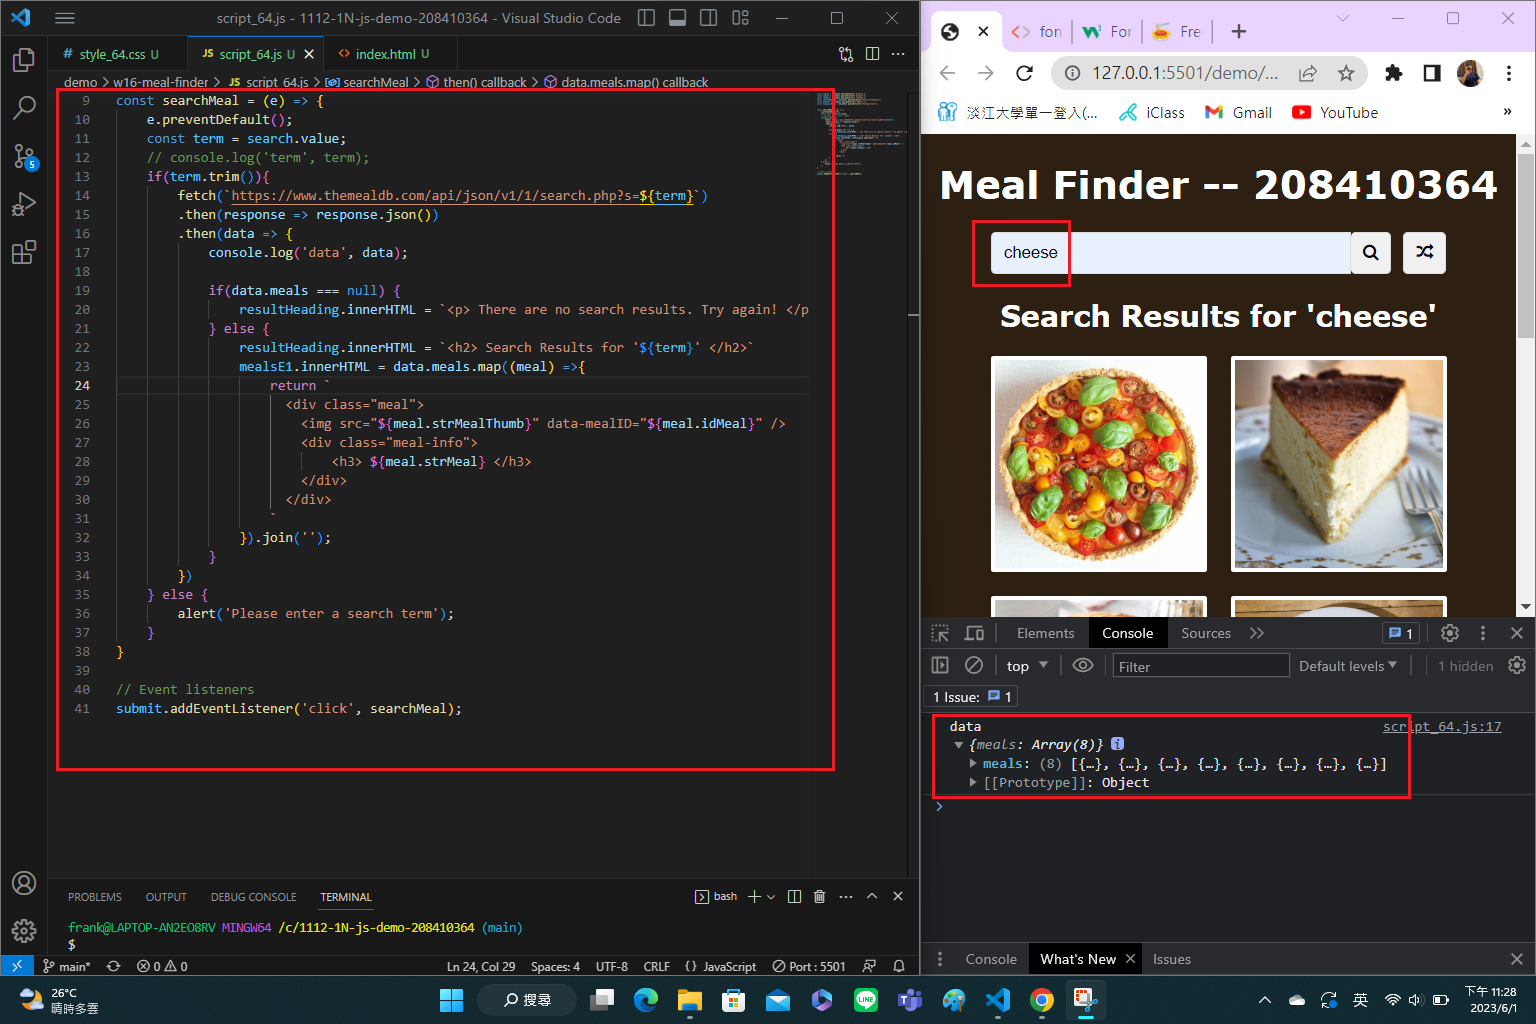 script_64.js - 1112-1N-js-demo-208410364 - Visual Studio Code
# style_64.css U
JS script_64.js U
<> index.html U
demo > w16-meal-finder > JS script_64.js > searchMeal > then() callback > data.meals.map() callback
9 const searchMeal = (e) => {
10 e.preventDefault();
11 const term = search.value;
12 // console.log('term', term);
13 if(term.trim()){
14 fetch(`https://www.themealdb.com/api/json/v1/1/search.php?s=${term}`)
15 .then(response => response.json())
16 .then(data => {
17 console.log('data', data);
18
19 if(data.meals === null) {
20 resultHeading.innerHTML = `<p> There are no search results. Try again! </p
21 } else {
22 resultHeading.innerHTML = `<h2> Search Results for '${term}' </h2>`
23 mealsE1.innerHTML = data.meals.map((meal) =>{
24 return `
25 <div class="meal">
26 <img src="${meal.strMealThumb}" data-mealID="${meal.idMeal}" />
27 <div class="meal-info">
28 <h3> ${meal.strMeal} </h3>
29 </div>
30 </div>
31 `
32 }).join('');
33 }
34 })
35 } else {
36 alert('Please enter a search term');
37 }
38 }
39
40 // Event listeners
41 submit.addEventListener('click', searchMeal);
5
PROBLEMS OUTPUT DEBUG CONSOLE TERMINAL
bash
frank@LAPTOP-AN2EO8RV MINGW64 /c/1112-1N-js-demo-208410364 (main)
$
main* 0 0 Ln 24, Col 29 Spaces: 4 UTF-8 CRLF {} JavaScript Port : 5501
<> fon
For
Fre
127.0.0.1:5501/demo/...
淡江大學單一登入(...
iClass
Gmail
YouTube
»
Meal Finder -- 208410364
cheese
Search Results for 'cheese'
Elements Console Sources 1
top Filter Default levels 1 hidden
1 Issue: 1
data script_64.js:17
{meals: Array(8)} i
meals: (8) [{…}, {…}, {…}, {…}, {…}, {…}, {…}, {…}]
[[Prototype]]: Object
Console What's New Issues
26°C
晴時多雲
搜尋
LINE
英
下午 11:28
2023/6/1